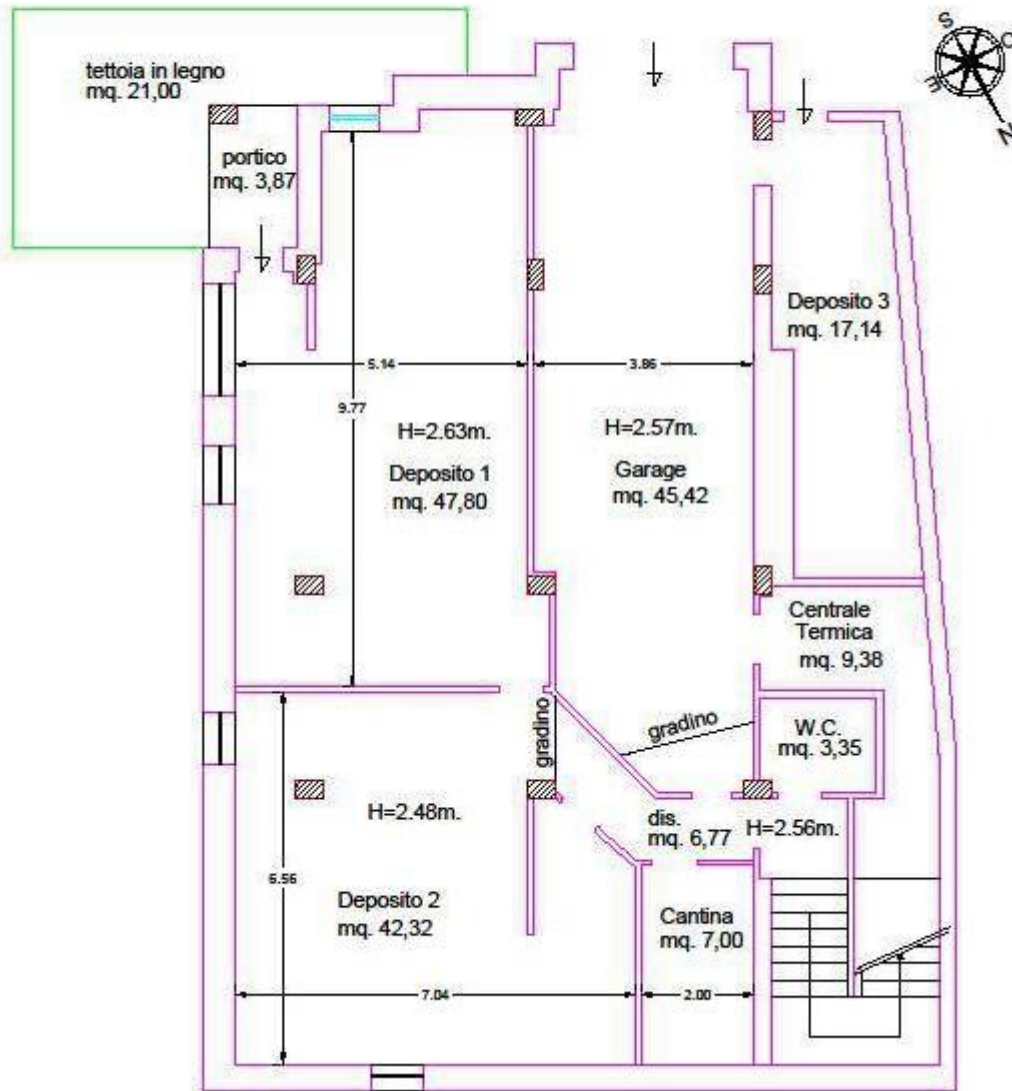 S
O
E
N
tettoia in legno
mq. 21,00
portico
mq. 3,87
Deposito 3
mq. 17,14
5.14
3.86
9.77
H=2.63m.
Deposito 1
mq. 47,80
H=2.57m.
Garage
mq. 45,42
Centrale
Termica
mq. 9,38
gradino
gradino
W.C.
mq. 3,35
H=2.48m.
dis.
mq. 6,77
H=2.56m.
6.56
Deposito 2
mq. 42,32
Cantina
mq. 7,00
7.04
2.00